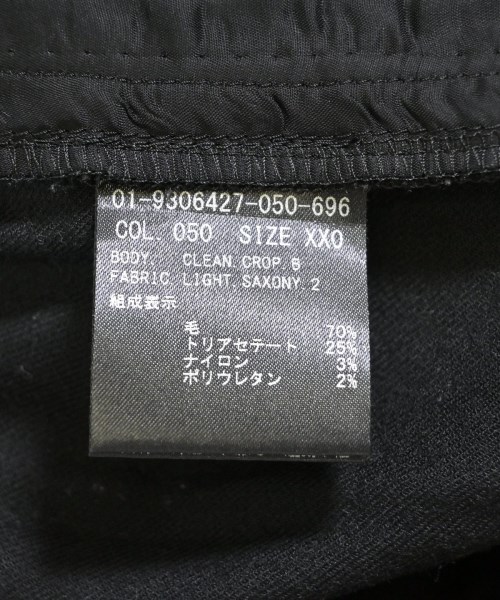 01-9306427-050-696
COL. 050 SIZE XX0
BODY. CLEAN.CROP.6
FABRIC. LIGHT.SAXONY.2
組成表示
毛 70%
トリアセテート 25%
ナイロン 3%
ポリウレタン 2%